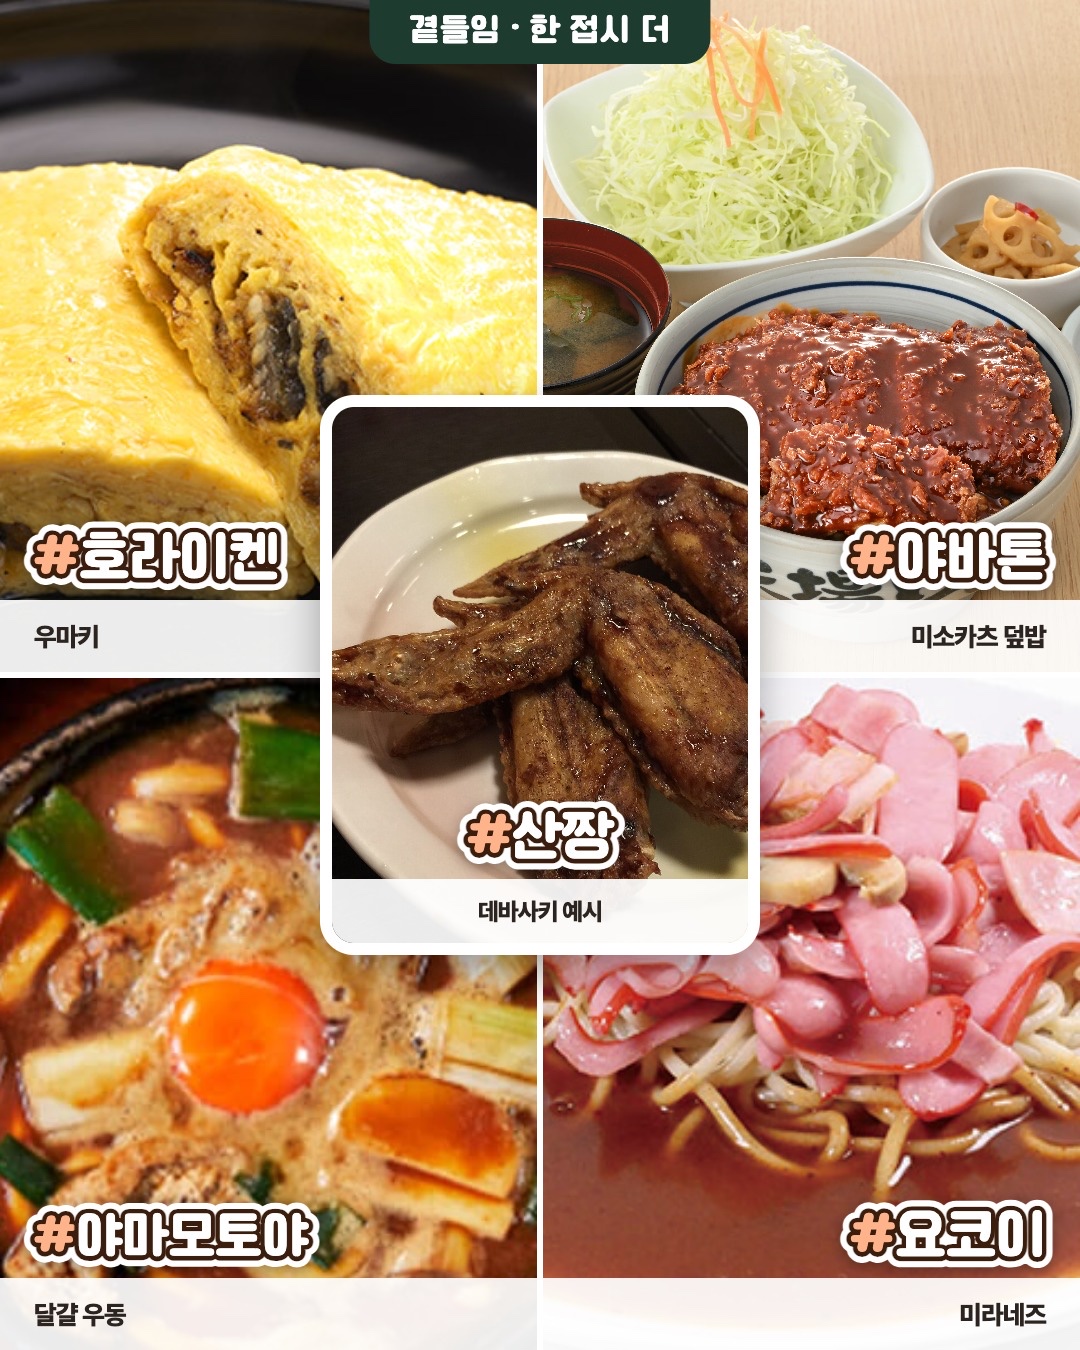 곁들임 · 한 접시 더
#호라이켄
우마키
#야바톤
미소카츠 덮밥
#산짱
데바사키 예시
#야마모토야
달걀 우동
#요코이
미라네즈